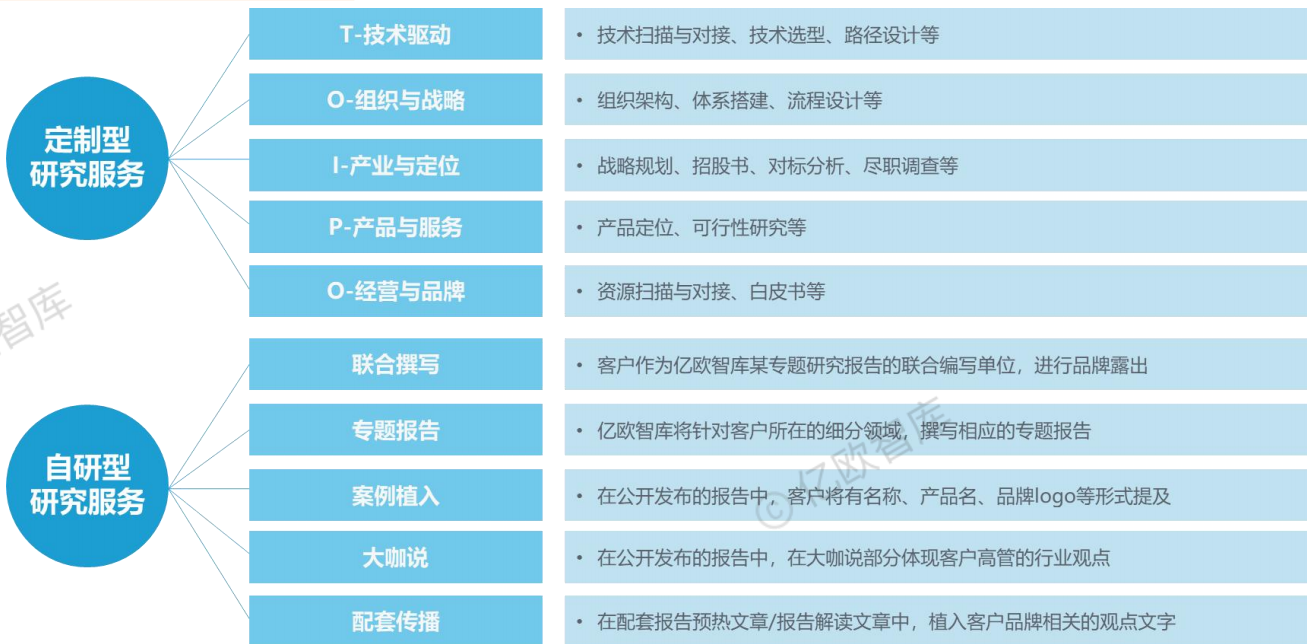 定制型
研究服务
T-技术驱动
• 技术扫描与对接、技术选型、路径设计等
O-组织与战略
• 组织架构、体系搭建、流程设计等
I-产业与定位
• 战略规划、招股书、对标分析、尽职调查等
P-产品与服务
• 产品定位、可行性研究等
O-经营与品牌
• 资源扫描与对接、白皮书等
智库
自研型
研究服务
联合撰写
• 客户作为亿欧智库某专题研究报告的联合编写单位，进行品牌露出
专题报告
• 亿欧智库将针对客户所在的细分领域，撰写相应的专题报告
案例植入
• 在公开发布的报告中，客户将有名称、产品名、品牌logo等形式提及
大咖说
• 在公开发布的报告中，在大咖说部分体现客户高管的行业观点
配套传播
• 在配套报告预热文章/报告解读文章中，植入客户品牌相关的观点文字
© 亿欧智库